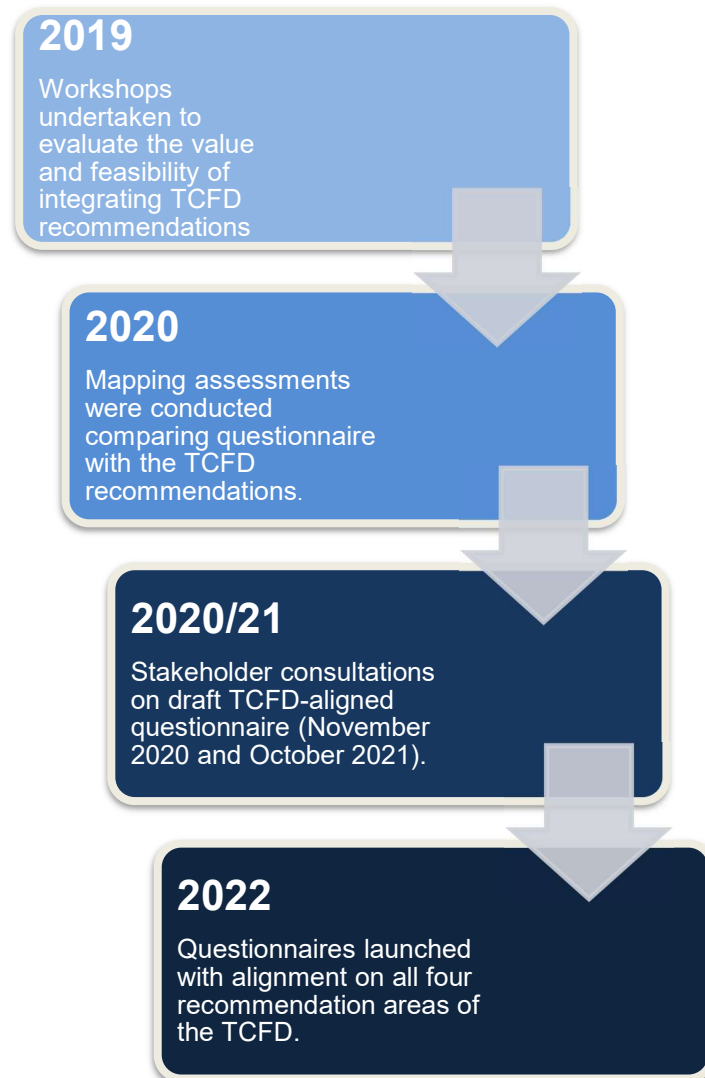 2019
Workshops
undertaken to
evaluate the value
and feasibility of
integrating TCFD
recommendations
2020
Mapping assessments
were conducted
comparing questionnaire
with the TCFD
recommendations.
2020/21
Stakeholder consultations
on draft TCFD-aligned
questionnaire (November
2020 and October 2021).
2022
Questionnaires launched
with alignment on all four
recommendation areas of
the TCFD.